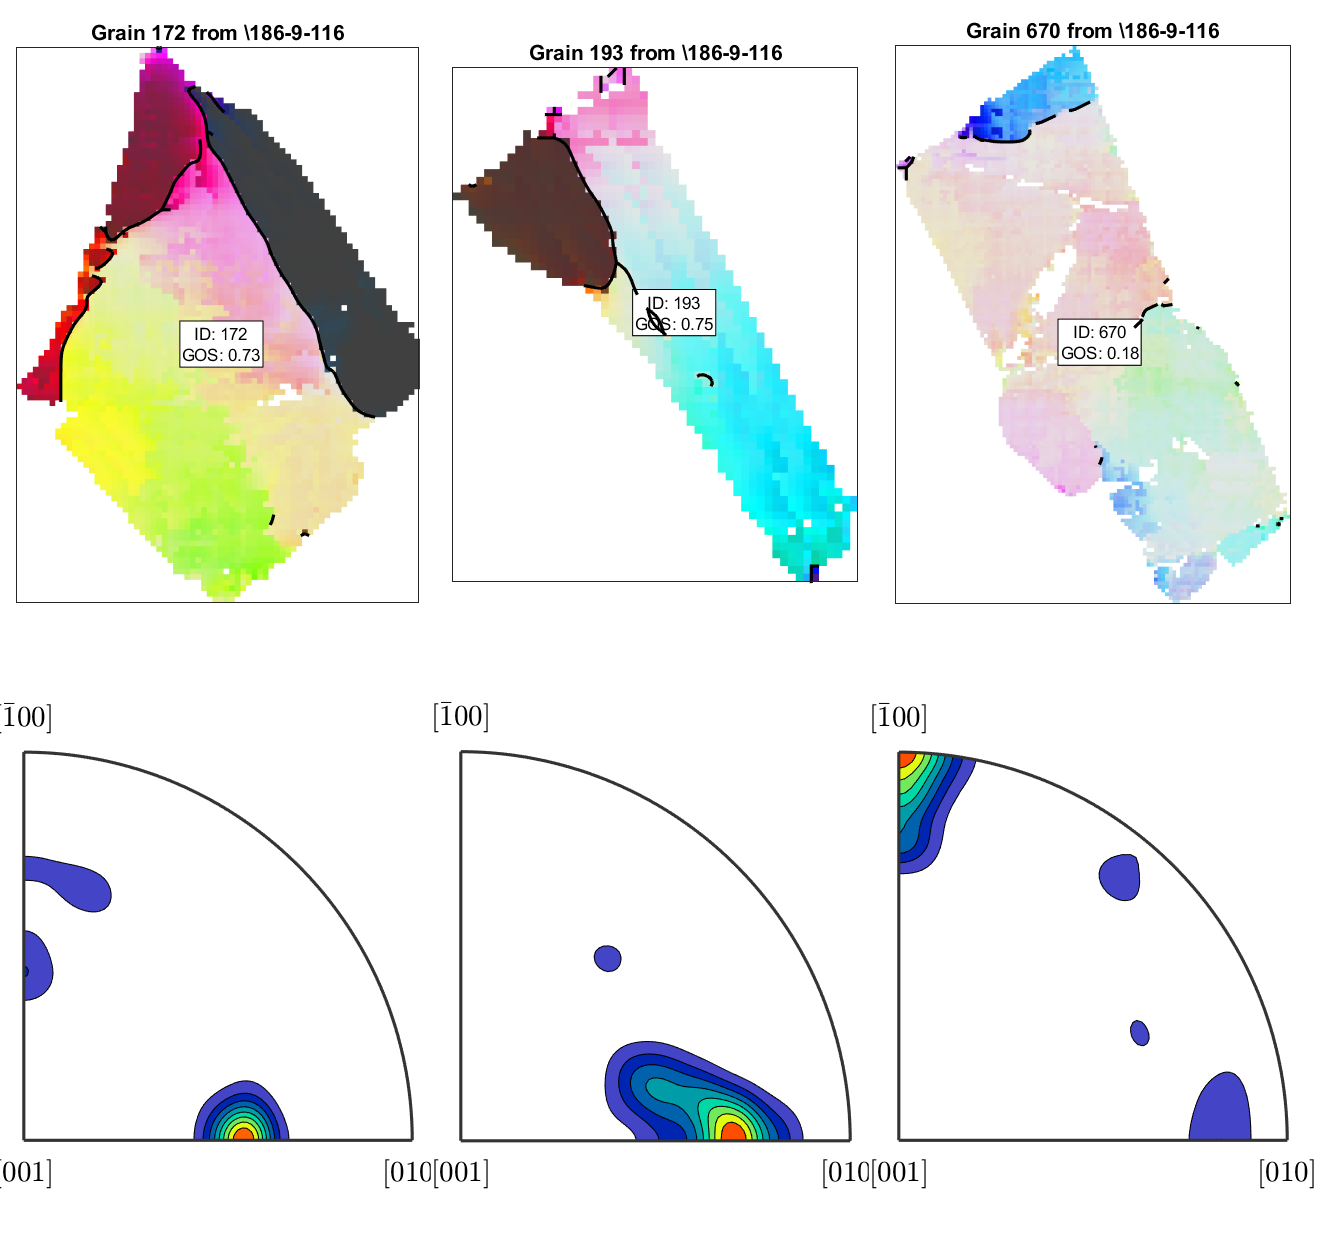 Grain 172 from \186-9-116
Grain 193 from \186-9-116
Grain 670 from \186-9-116
ID: 172
GOS: 0.73
ID: 193
GOS: 0.75
ID: 670
GOS: 0.18
[1̅00]
[1̅00]
[1̅00]
[001]
[010
[001]
[010
[001]
[010]